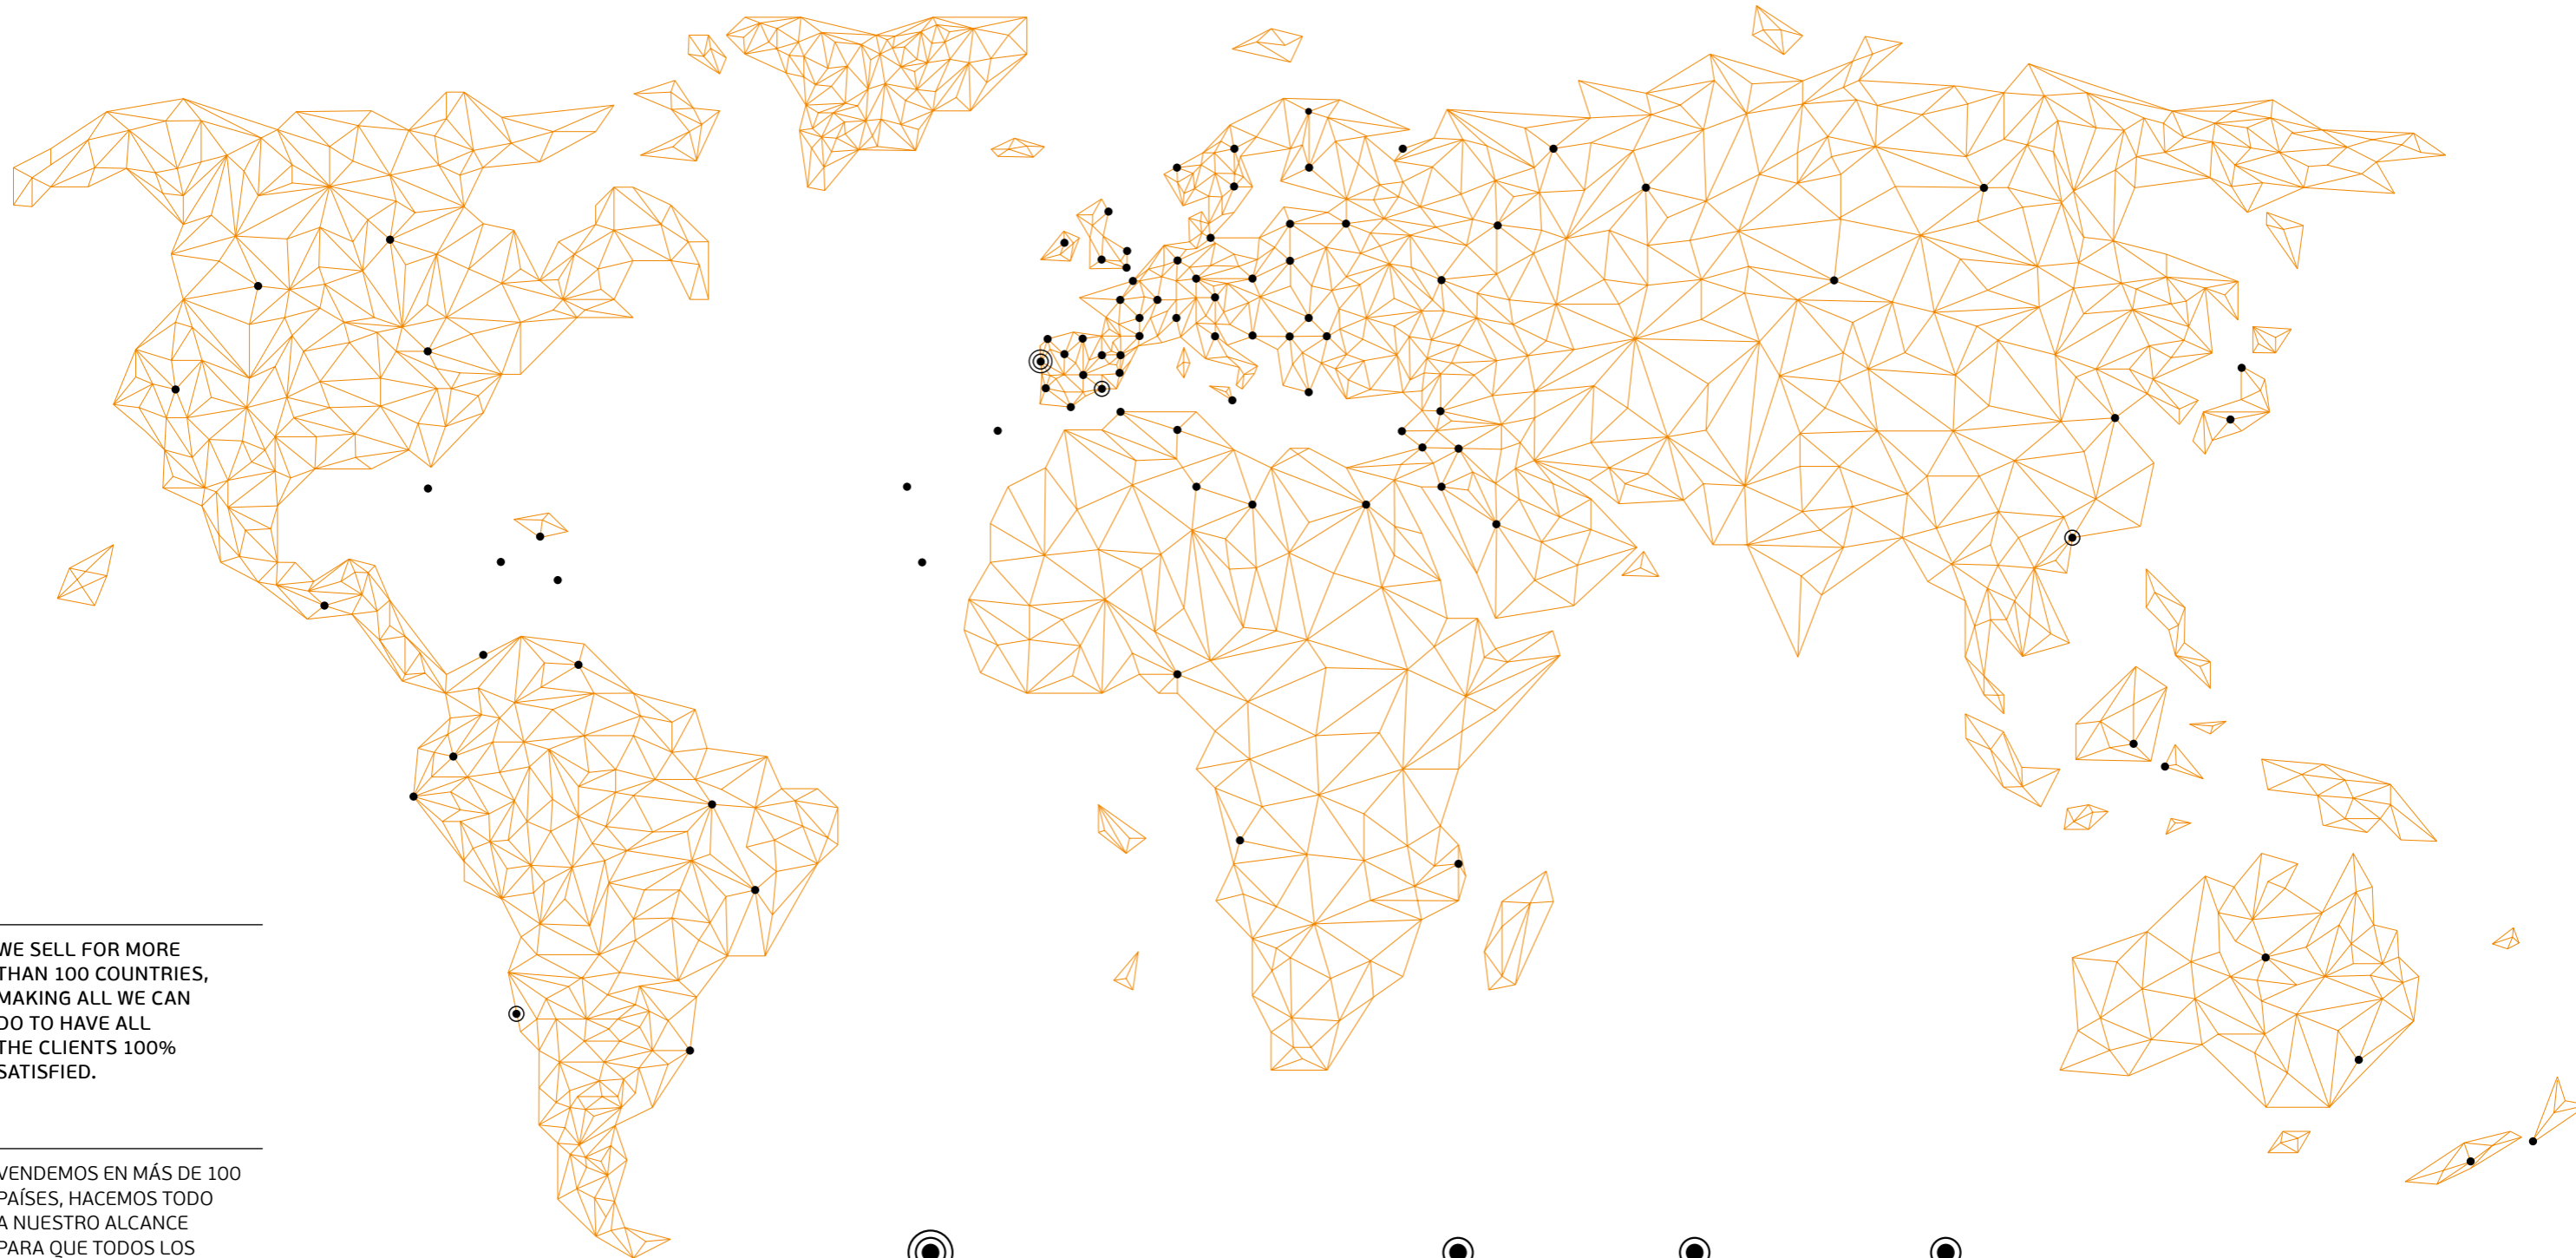 WE SELL FOR MORE
THAN 100 COUNTRIES,
MAKING ALL WE CAN
DO TO HAVE ALL
THE CLIENTS 100%
SATISFIED.
VENDEMOS EN MÁS DE 100
PAÍSES, HACEMOS TODO
A NUESTRO ALCANCE
PARA QUE TODOS LOS